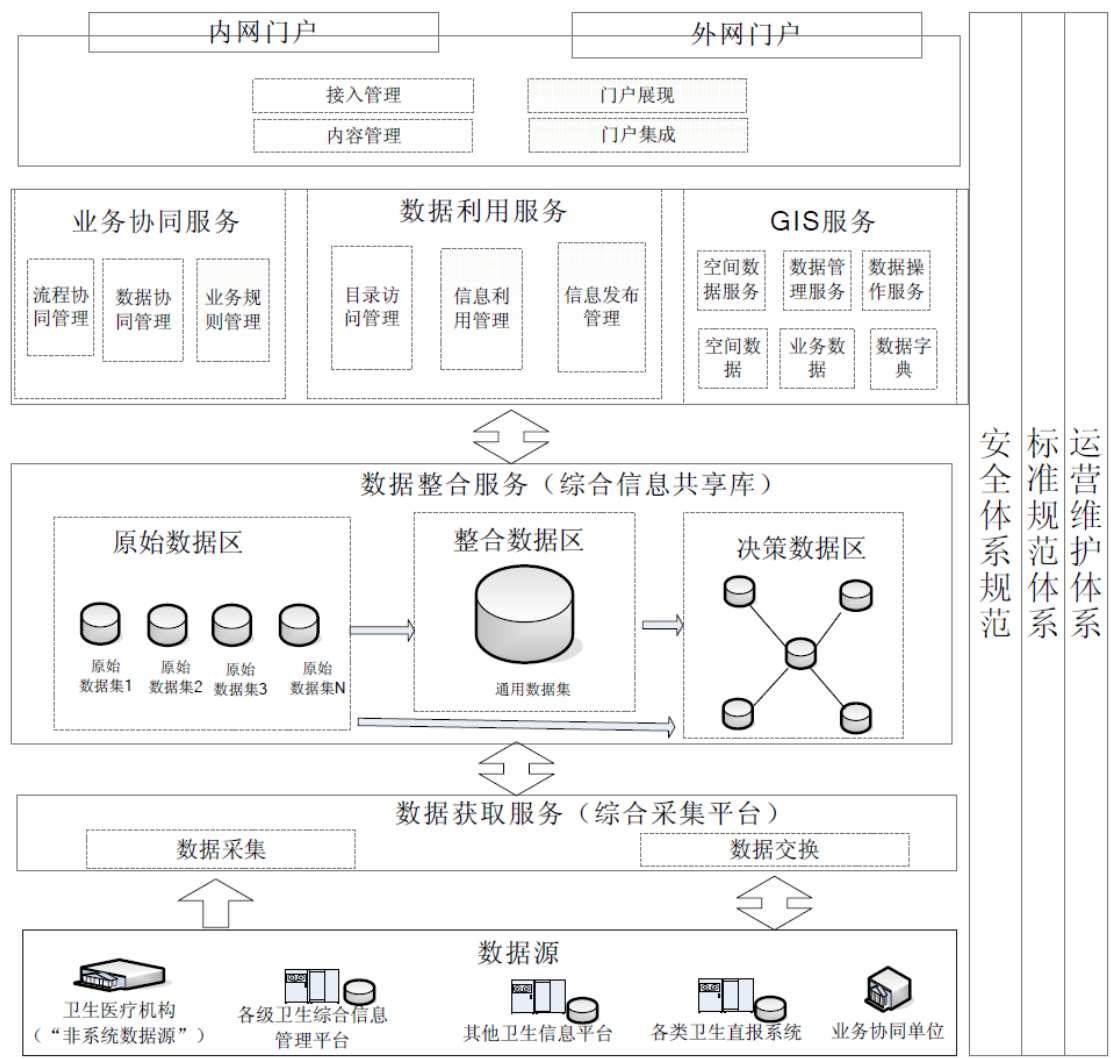 内网门户
外网门户
接入管理
门户展现
内容管理
门户集成
业务协同服务
流程协
同管理
数据协
同管理
业务规
则管理
数据利用服务
目录访
问管理
信息利
用管理
信息发布
管理
GIS服务
空间数
据服务
数据管
理服务
数据操
作服务
空间数
据
业务数
据
数据字
典
数据整合服务（综合信息共享库）
原始数据区
原始
数据集1
原始
数据集2
原始
数据集3
原始
数据集N
整合数据区
通用数据集
决策数据区
数据获取服务（综合采集平台）
数据采集
数据交换
数据源
卫生医疗机构
（“非系统数据源”）
各级卫生综合信息
管理平台
其他卫生信息平台
各类卫生直报系统
业务协同单位
安全体系规范
标准规范体系
运营维护体系